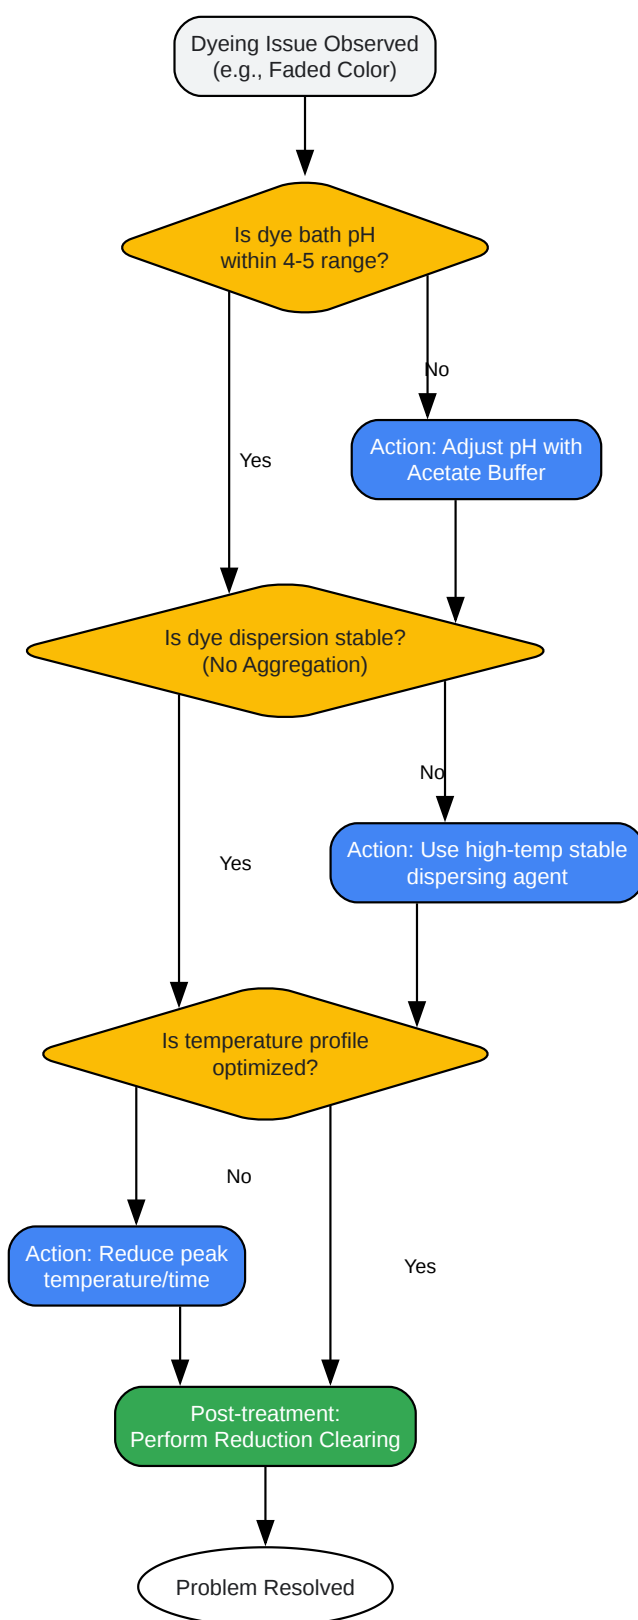 Dyeing Issue Observed
(e.g., Faded Color)
Is dye bath pH
within 4-5 range?
No
Action: Adjust pH with
Acetate Buffer
Yes
Is dye dispersion stable?
(No Aggregation)
No
Action: Use high-temp stable
dispersing agent
Yes
Is temperature profile
optimized?
No
Action: Reduce peak
temperature/time
Yes
Post-treatment:
Perform Reduction Clearing
Problem Resolved